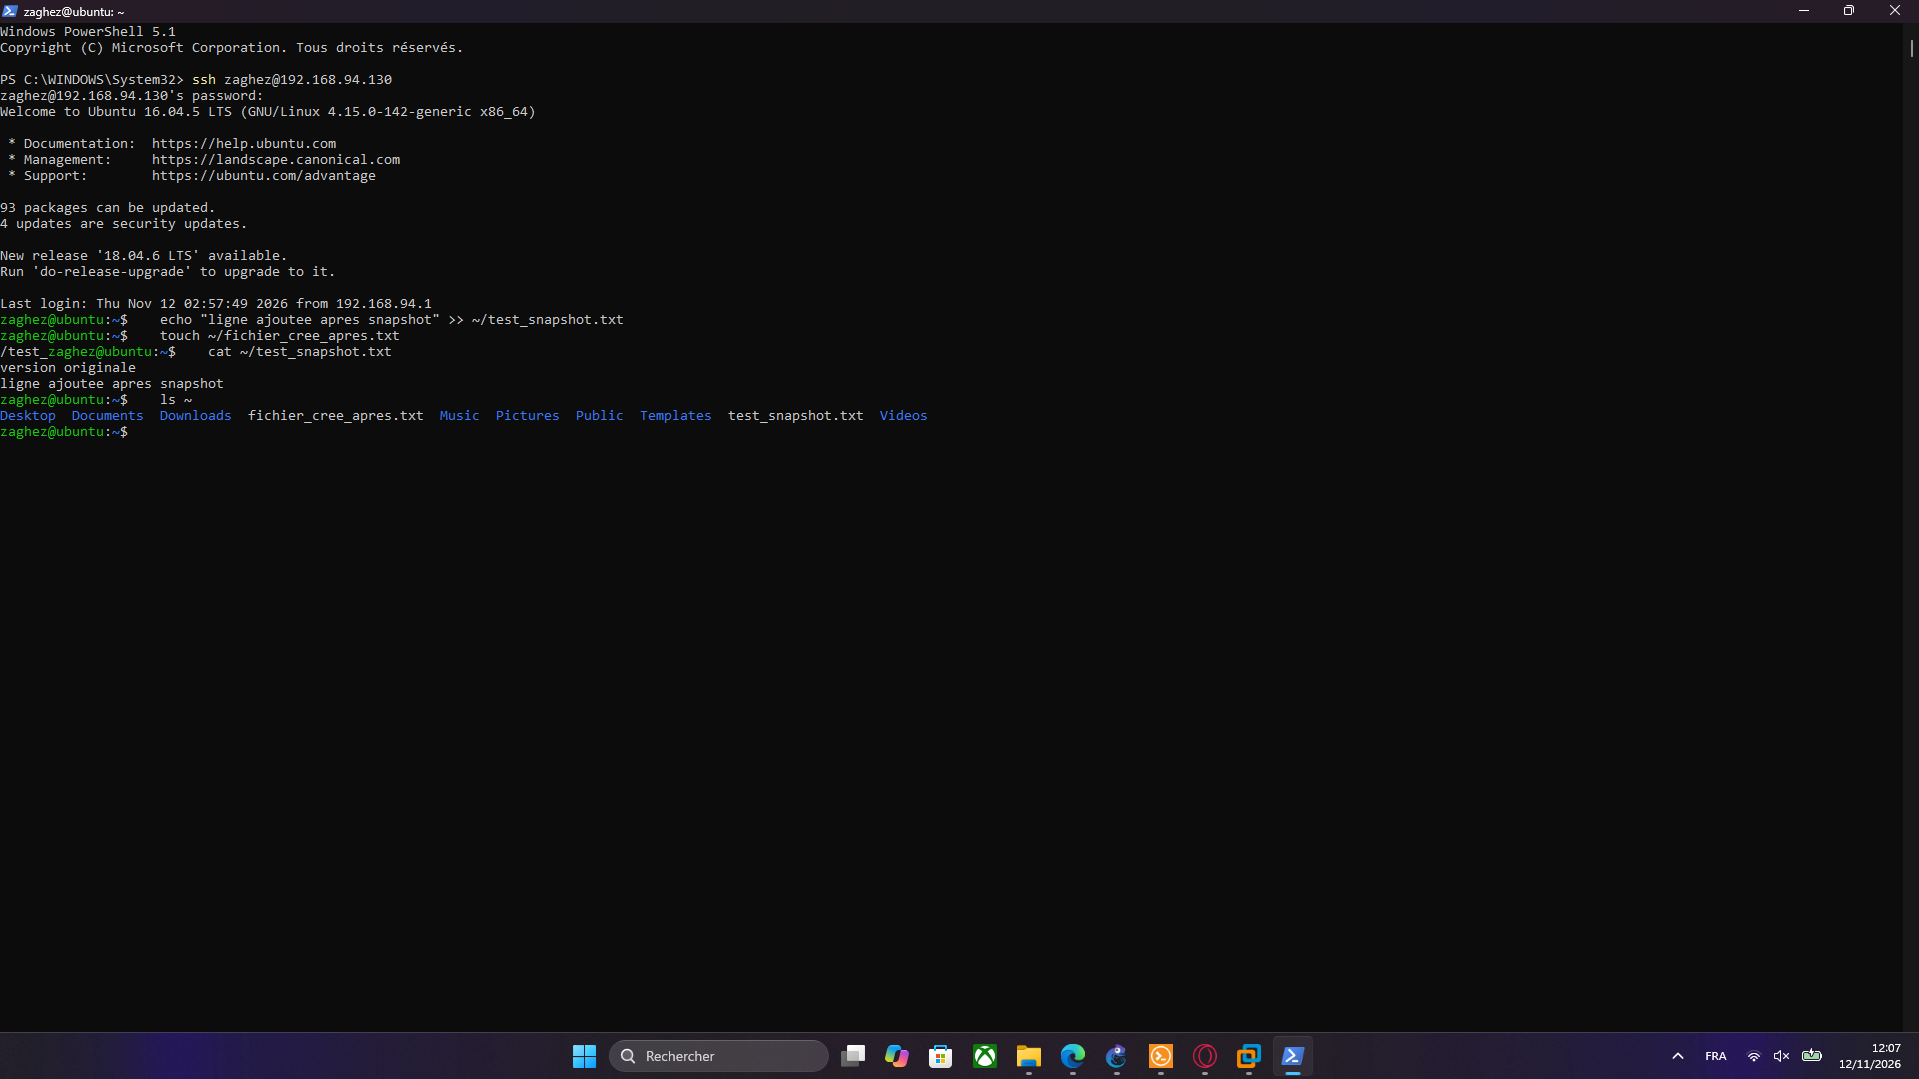 zaghez@ubuntu: ~
Windows PowerShell 5.1
Copyright (C) Microsoft Corporation. Tous droits réservés.
PS C:\WINDOWS\System32> ssh zaghez@192.168.94.130
zaghez@192.168.94.130's password:
Welcome to Ubuntu 16.04.5 LTS (GNU/Linux 4.15.0-142-generic x86_64)
* Documentation:  https://help.ubuntu.com
* Management:     https://landscape.canonical.com
* Support:        https://ubuntu.com/advantage
93 packages can be updated.
4 updates are security updates.
New release '18.04.6 LTS' available.
Run 'do-release-upgrade' to upgrade to it.
Last login: Thu Nov 12 02:57:49 2026 from 192.168.94.1
zaghez@ubuntu:~$    echo "ligne ajoutee apres snapshot" >> ~/test_snapshot.txt
zaghez@ubuntu:~$    touch ~/fichier_cree_apres.txt
/test_zaghez@ubuntu:~$    cat ~/test_snapshot.txt
version originale
ligne ajoutee apres snapshot
zaghez@ubuntu:~$    ls ~
Desktop  Documents  Downloads  fichier_cree_apres.txt  Music  Pictures  Public  Templates  test_snapshot.txt  Videos
zaghez@ubuntu:~$
Rechercher
FRA
12:07
12/11/2026